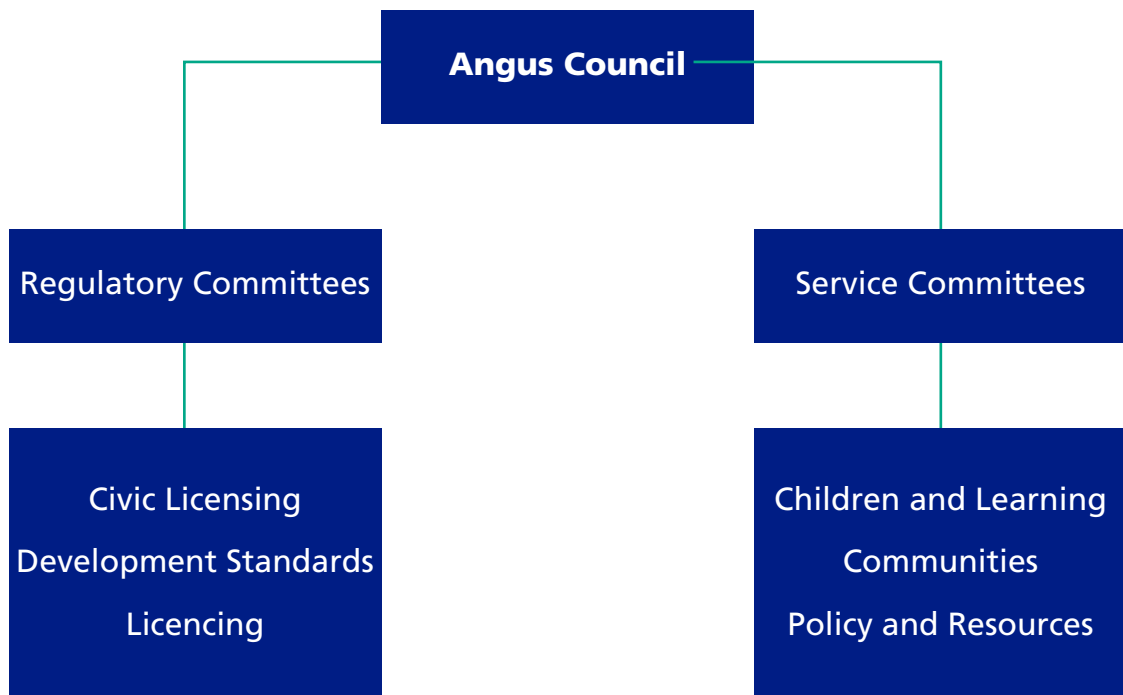 Angus Council
Regulatory Committees
Service Committees
Civic Licensing
Development Standards
Licencing
Children and Learning
Communities
Policy and Resources